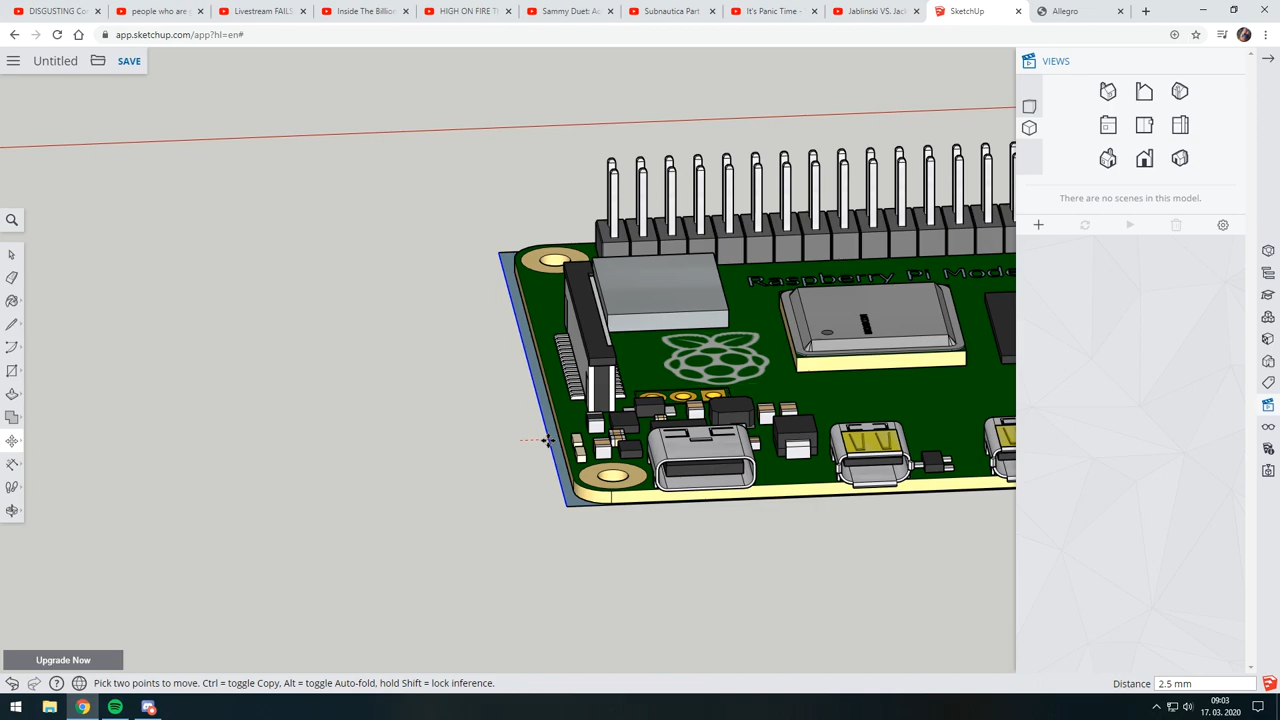 DISGUSTING Co
people who are
Livestream FAILS
Inside The Billion
HIGH ON FIRE T
Sammy Duet: A
Subnautica Part
It's Panic Time -
Jablinski VS. Jack
SketchUp
Allegro
app.sketchup.com/app?hl=en#
Untitled
SAVE
VIEWS
There are no scenes in this model.
Raspberry Pi Mode
Upgrade Now
Pick two points to move. Ctrl = toggle Copy, Alt = toggle Auto-fold, hold Shift = lock inference.
Distance
2.5 mm
09:03
17. 03. 2020